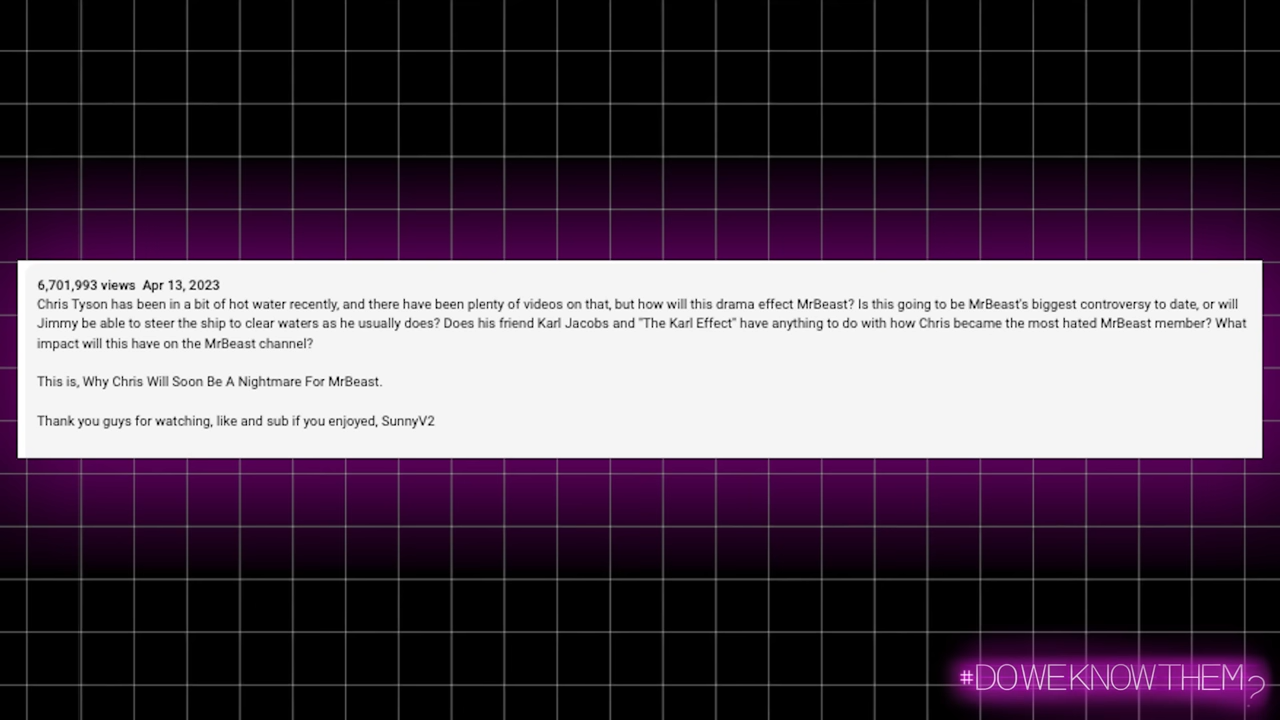 6,701,993 views  Apr 13, 2023
Chris Tyson has been in a bit of hot water recently, and there have been plenty of videos on that, but how will this drama effect MrBeast? Is this going to be MrBeast's biggest controversy to date, or will
Jimmy be able to steer the ship to clear waters as he usually does? Does his friend Karl Jacobs and "The Karl Effect" have anything to do with how Chris became the most hated MrBeast member? What
impact will this have on the MrBeast channel?
This is, Why Chris Will Soon Be A Nightmare For MrBeast.
Thank you guys for watching, like and sub if you enjoyed, SunnyV2
#DOWEKNOWTHEM?